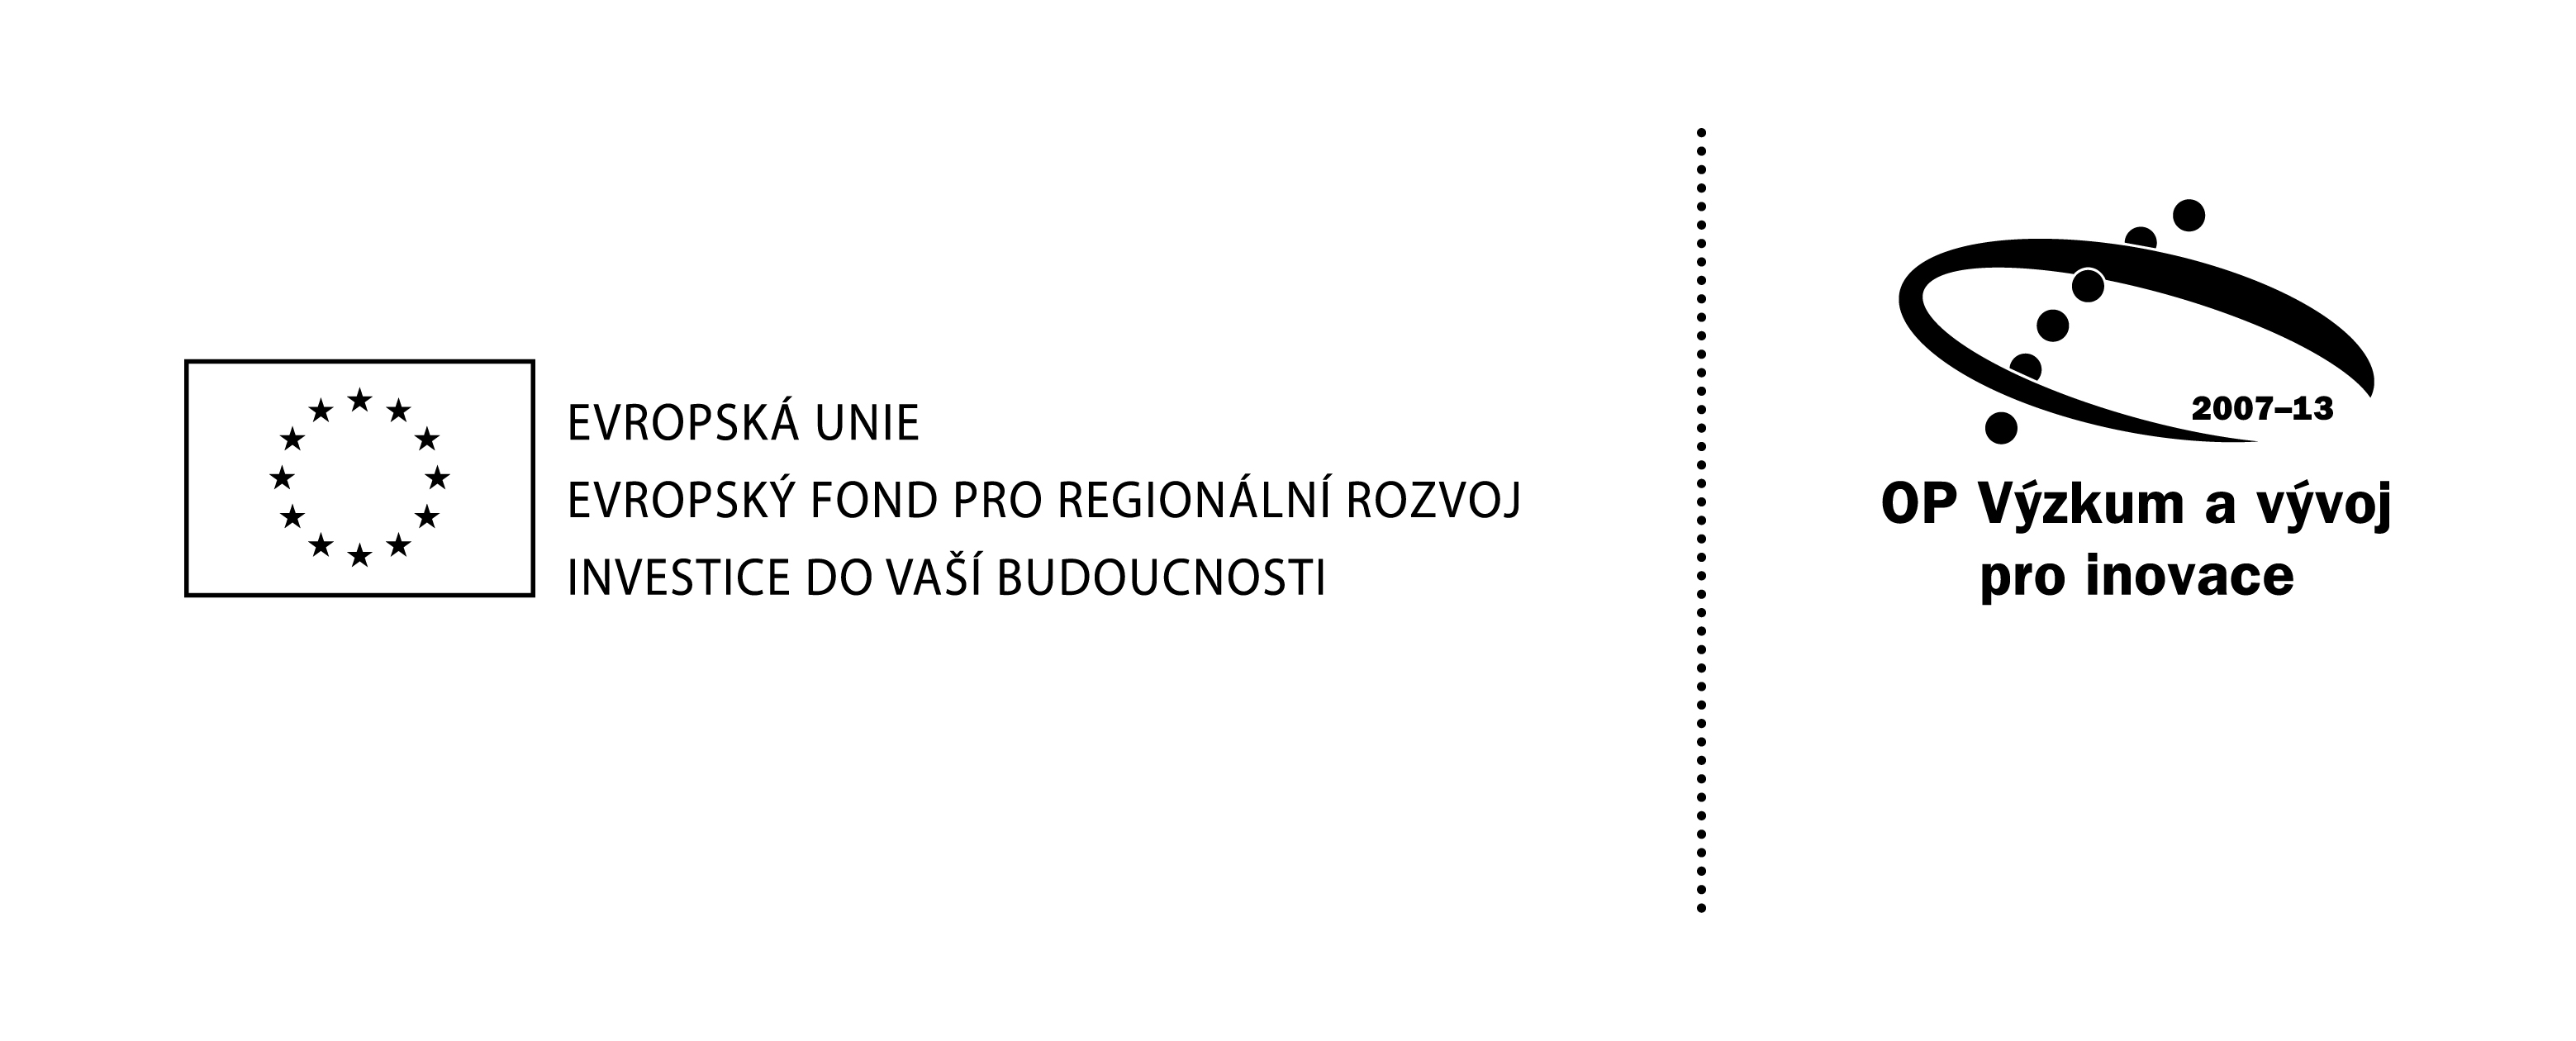 EVROPSKÁ UNIE
EVROPSKÝ FOND PRO REGIONÁLNÍ ROZVOJ
INVESTICE DO VAŠÍ BUDOUCNOSTI
2007–13
OP Výzkum a vývoj
pro inovace